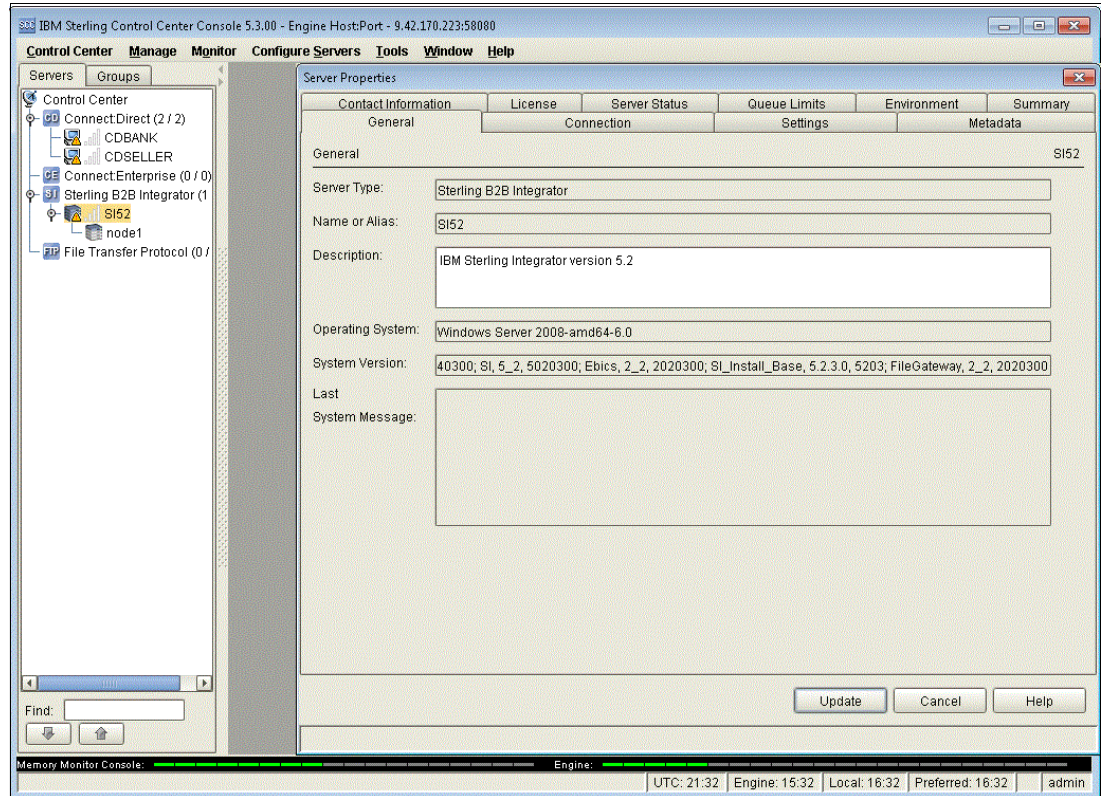 IBM Sterling Control Center Console 5.3.00 - Engine Host:Port - 9.42.170.223:58080
Control Center Manage Monitor Configure Servers Tools Window Help
Servers Groups
Control Center
CD Connect:Direct (2 / 2)
CDBANK
CDSELLER
CE Connect:Enterprise (0 / 0)
SI Sterling B2B Integrator (1
SI52
node1
FTP File Transfer Protocol (0 /
Find:
Server Properties
Contact Information License Server Status Queue Limits Environment Summary
General Connection Settings Metadata
General SI52
Server Type: Sterling B2B Integrator
Name or Alias: SI52
Description: IBM Sterling Integrator version 5.2
Operating System: Windows Server 2008-amd64-6.0
System Version: 40300; SI, 5_2, 5020300; Ebics, 2_2, 2020300; SI_Install_Base, 5.2.3.0, 5203; FileGateway, 2_2, 2020300
Last
System Message:
Update Cancel Help
Memory Monitor Console: Engine:
UTC: 21:32 Engine: 15:32 Local: 16:32 Preferred: 16:32 admin